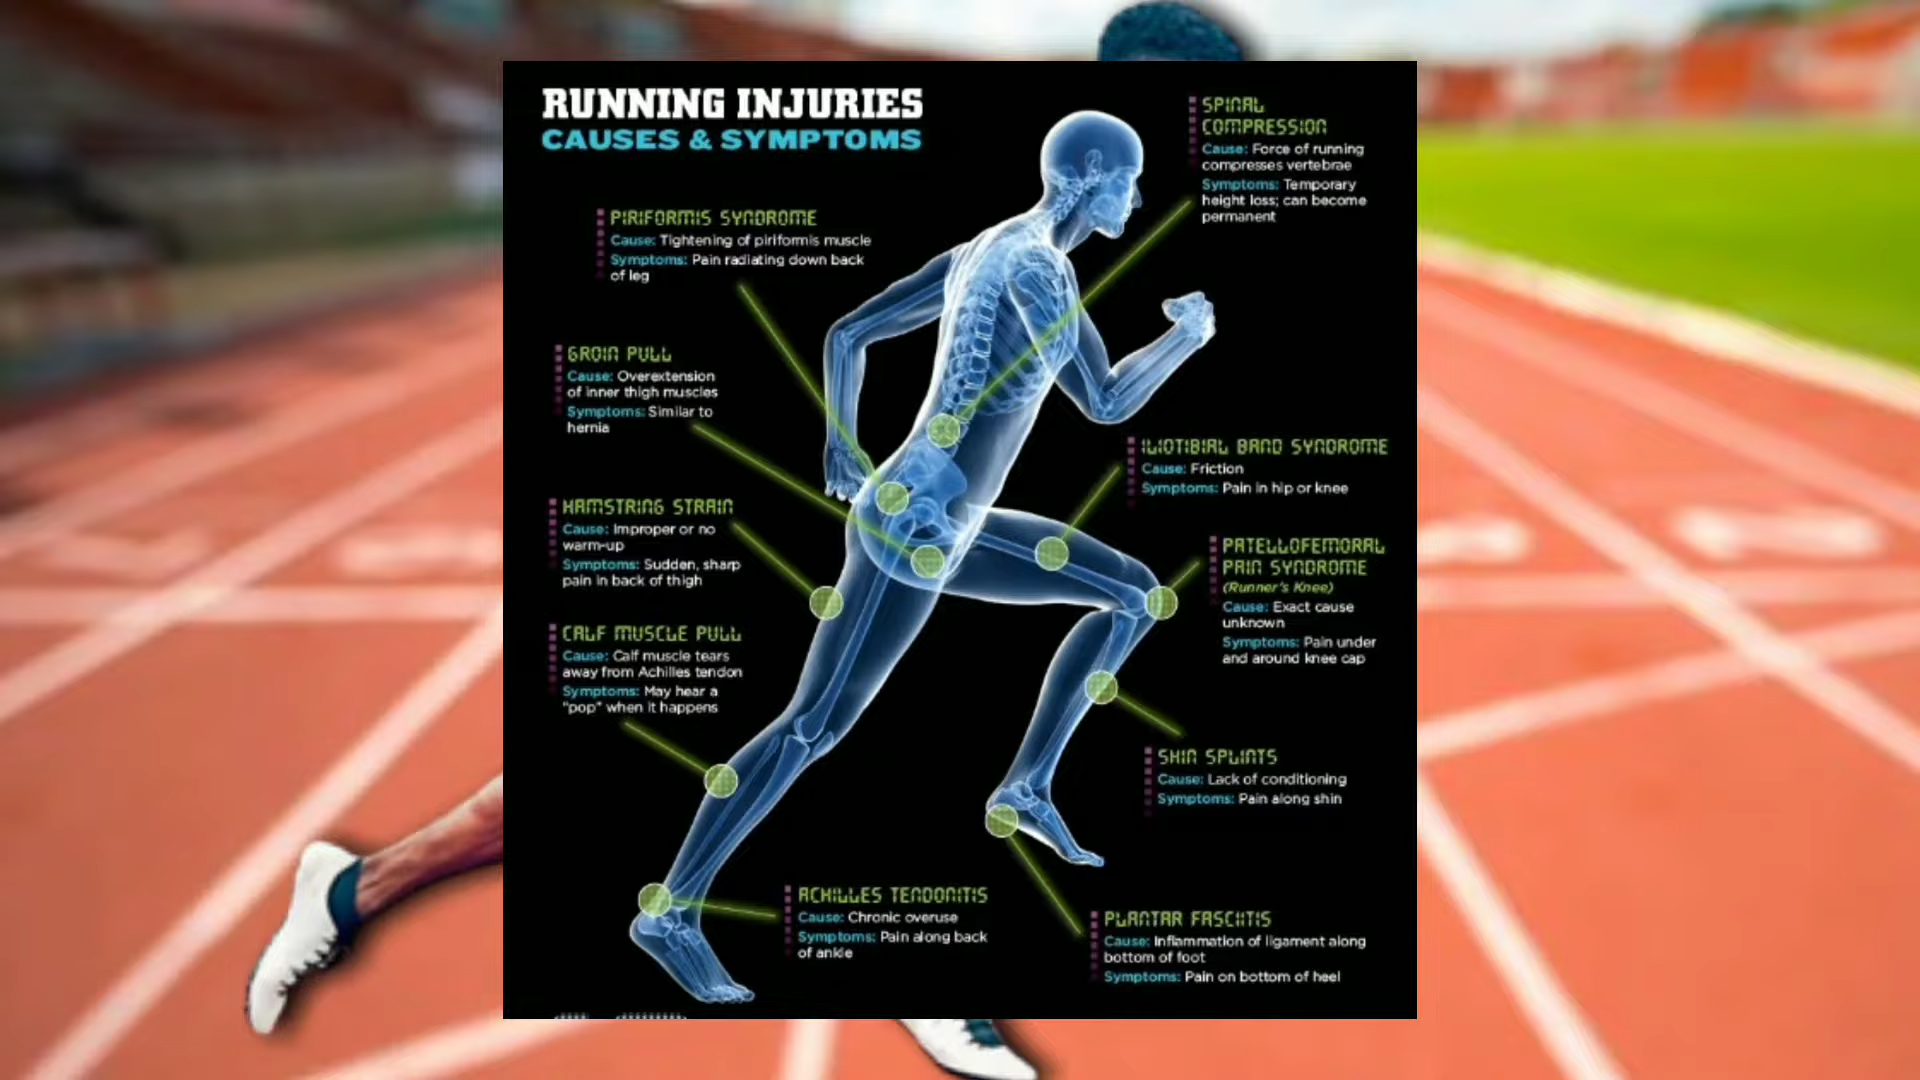 RUNNING INJURIES
CAUSES & SYMPTOMS
SPINAL
COMPRESSION
Cause: Force of running
compresses vertebrae
Symptoms: Temporary
height loss; can become
permanent
PIRIFORMIS SYNDROME
Cause: Tightening of piriformis muscle
Symptoms: Pain radiating down back
of leg
GROIN PULL
Cause: Overextension
of inner thigh muscles
Symptoms: Similar to
hernia
ILIOTIBIAL BAND SYNDROME
Cause: Friction
Symptoms: Pain in hip or knee
HAMSTRING STRAIN
Cause: Improper or no
warm-up
Symptoms: Sudden, sharp
pain in back of thigh
PATELLOFEMORAL
PAIN SYNDROME
(Runner's Knee)
Cause: Exact cause
unknown
Symptoms: Pain under
and around knee cap
CALF MUSCLE PULL
Cause: Calf muscle tears
away from Achilles tendon
Symptoms: May hear a
"pop" when it happens
SHIN SPLINTS
Cause: Lack of conditioning
Symptoms: Pain along shin
ACHILLES TENDONITIS
Cause: Chronic overuse
Symptoms: Pain along back
of ankle
PLANTAR FASCIITIS
Cause: Inflammation of ligament along
bottom of foot
Symptoms: Pain on bottom of heel